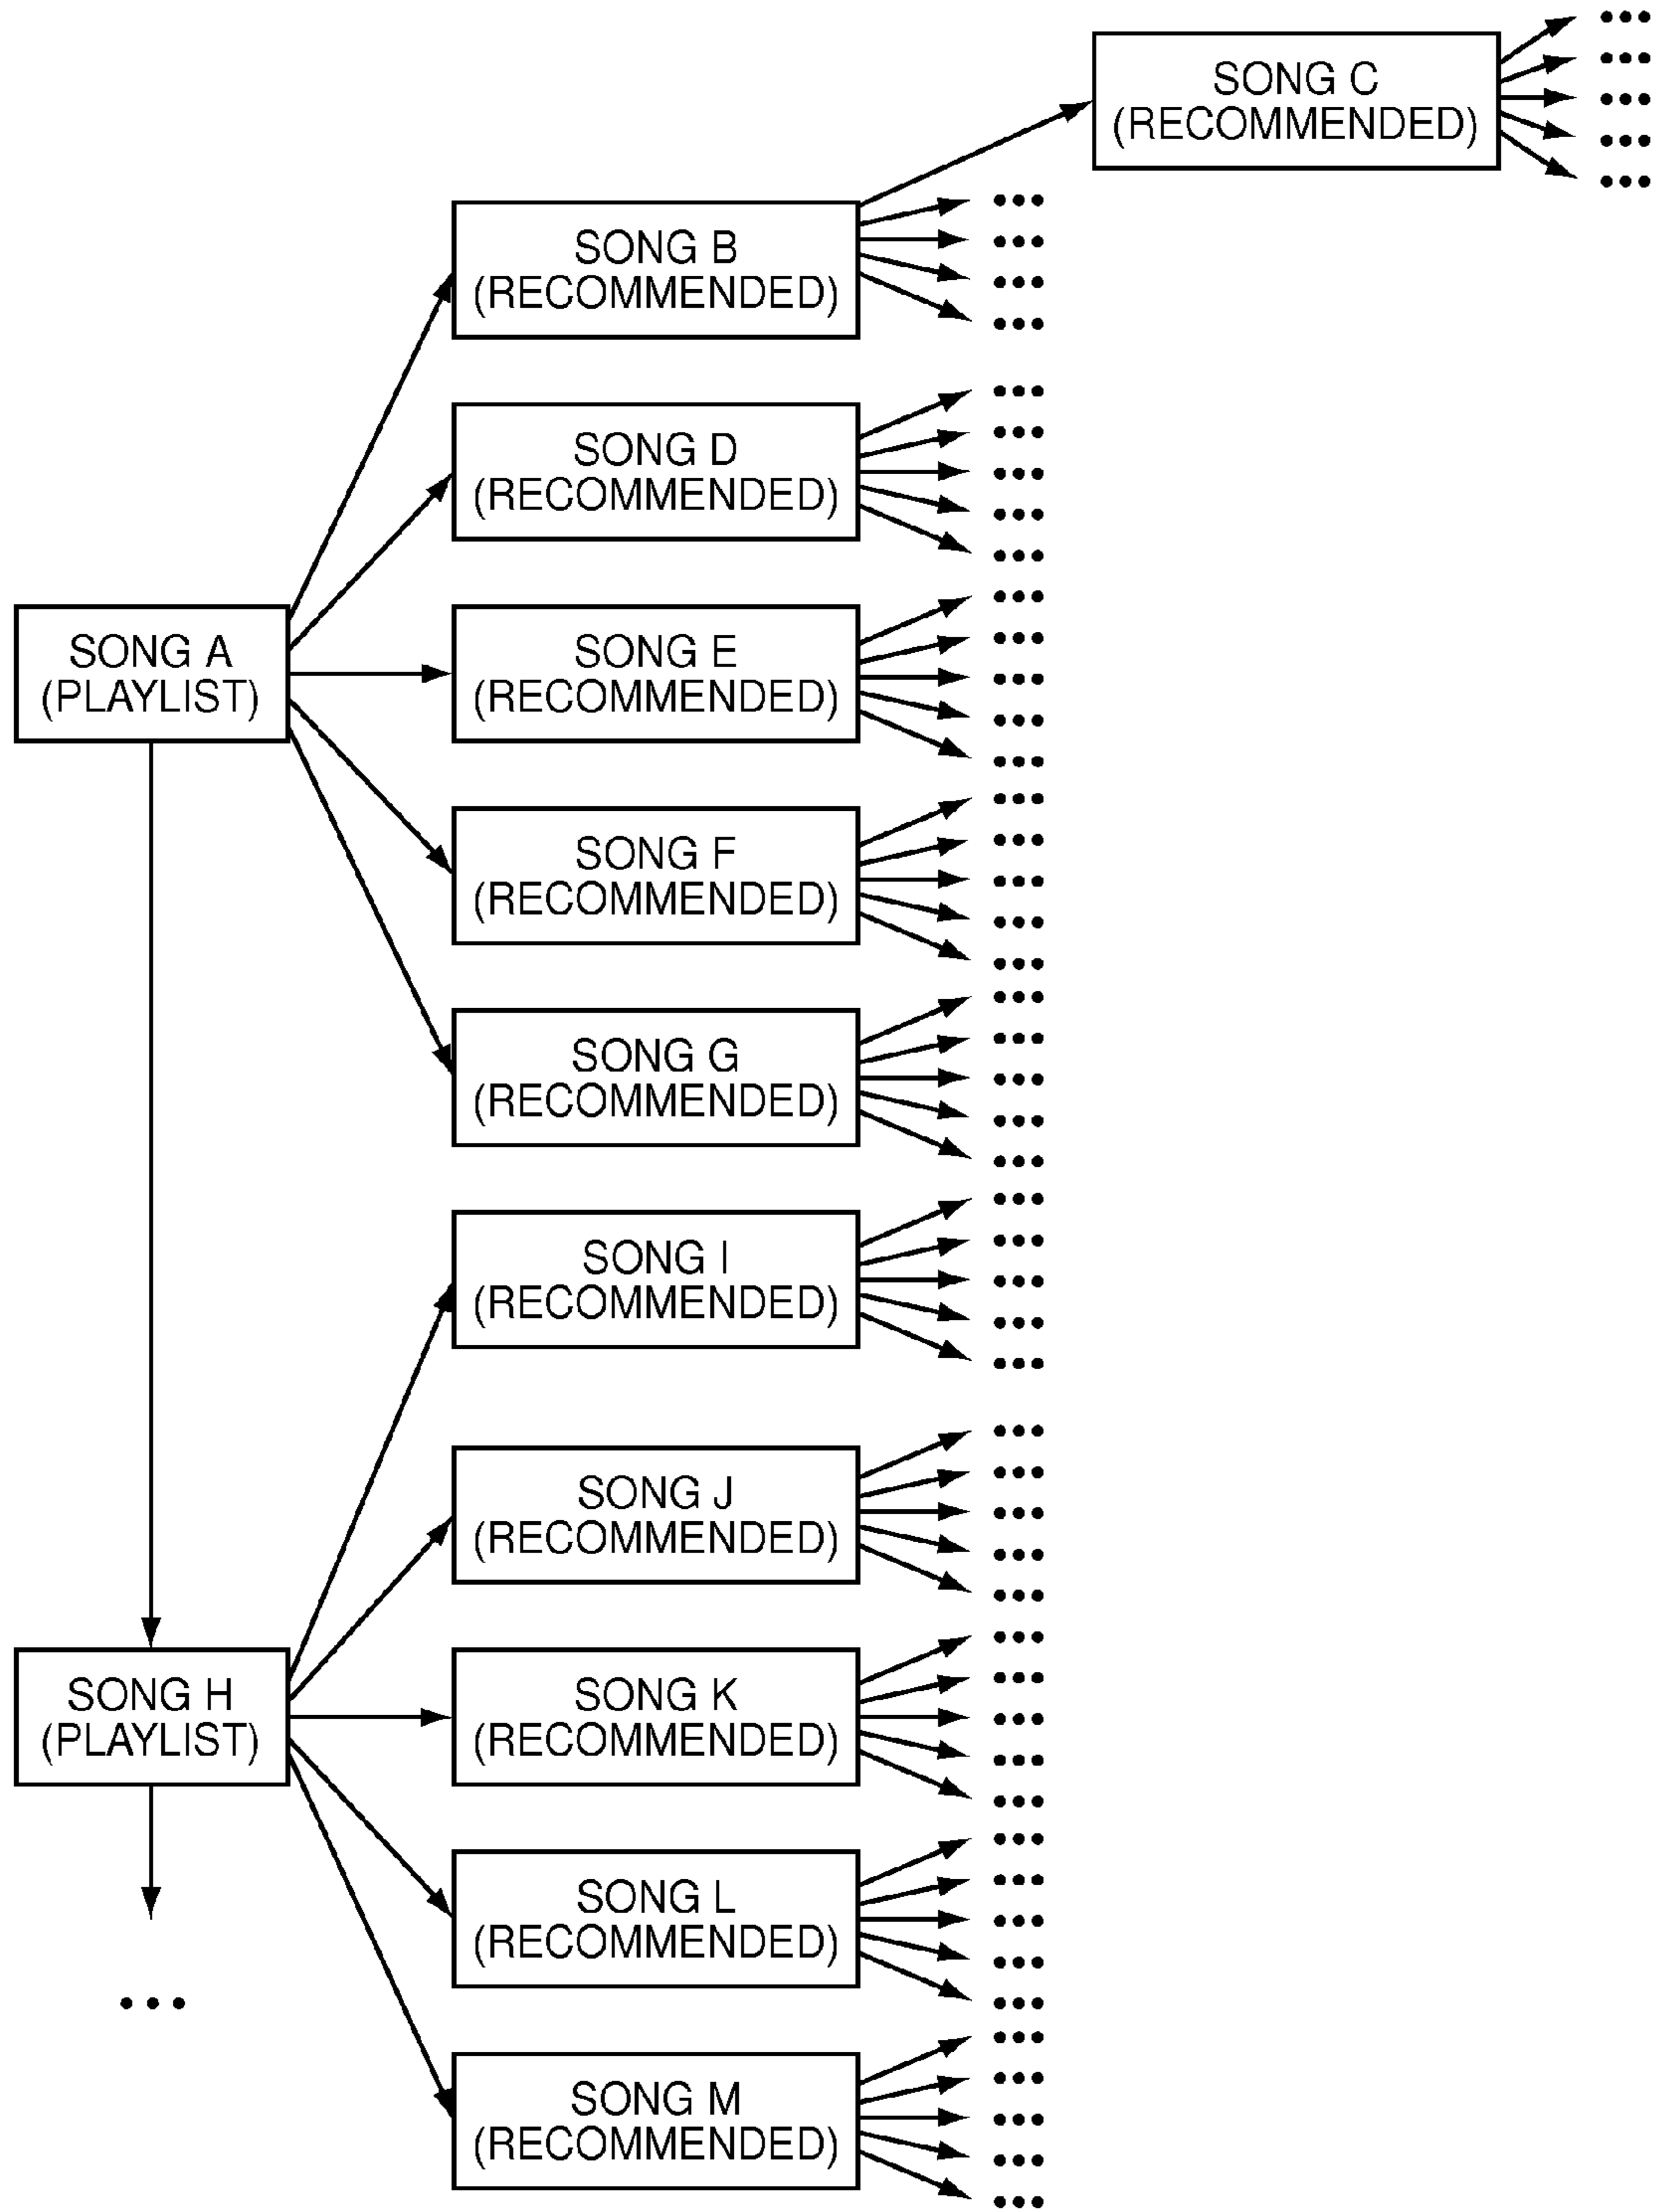 SONG C
(RECOMMENDED)
SONG B
(RECOMMENDED)
SONG D
(RECOMMENDED)
SONG A
(PLAYLIST)
SONG E
(RECOMMENDED)
SONG F
(RECOMMENDED)
SONG G
(RECOMMENDED)
SONG I
(RECOMMENDED)
SONG J
(RECOMMENDED)
SONG H
(PLAYLIST)
SONG K
(RECOMMENDED)
SONG L
(RECOMMENDED)
SONG M
(RECOMMENDED)